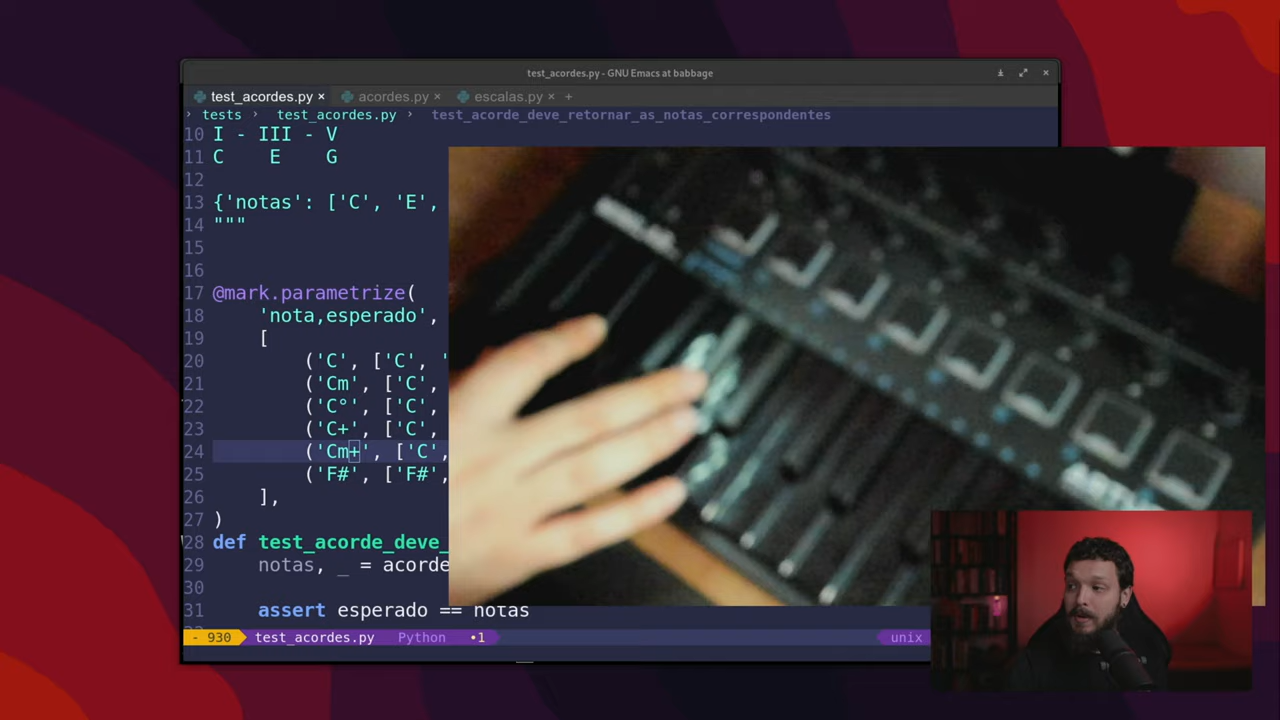 test_acordes.py - GNU Emacs at babbage
test_acordes.py × acordes.py × escalas.py × +
› tests › test_acordes.py › test_acorde_deve_retornar_as_notas_correspondentes
10 I - III - V
11 C E G
12
13 {'notas': ['C', 'E',
14 """
15
16
17 @mark.parametrize(
18 'nota,esperado',
19 [
20 ('C', ['C', '
21 ('Cm', ['C',
22 ('C°', ['C',
23 ('C+', ['C',
24 ('Cm+', ['C',
25 ('F#', ['F#',
26 ],
27 )
28 def test_acorde_deve_
29 notas, _ = acorde
30
31 assert esperado == notas
- 930 test_acordes.py Python •1 unix